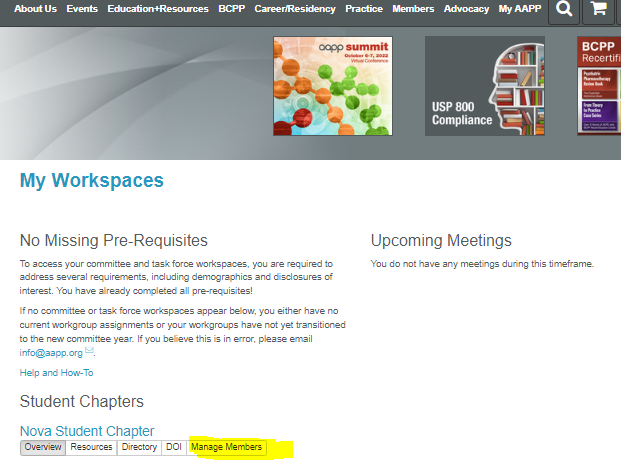 About Us Events Education+Resources BCPP Career/Residency Practice Members Advocacy My AAPP
aapp summit
October 6-7, 2022
Virtual Conference
USP 800
Compliance
BCPP
Recertifi
Psychiatric
Pharmacotherapy
Review Book
From Theory
to Practice
Case Series
My Workspaces
No Missing Pre-Requisites
To access your committee and task force workspaces, you are required to
address several requirements, including demographics and disclosures of
interest. You have already completed all pre-requisites!
If no committee or task force workspaces appear below, you either have no
current workgroup assignments or your workgroups have not yet transitioned
to the new committee year. If you believe this is in error, please email
info@aapp.org.
Help and How-To
Upcoming Meetings
You do not have any meetings during this timeframe.
Student Chapters
Nova Student Chapter
Overview Resources Directory DOI Manage Members